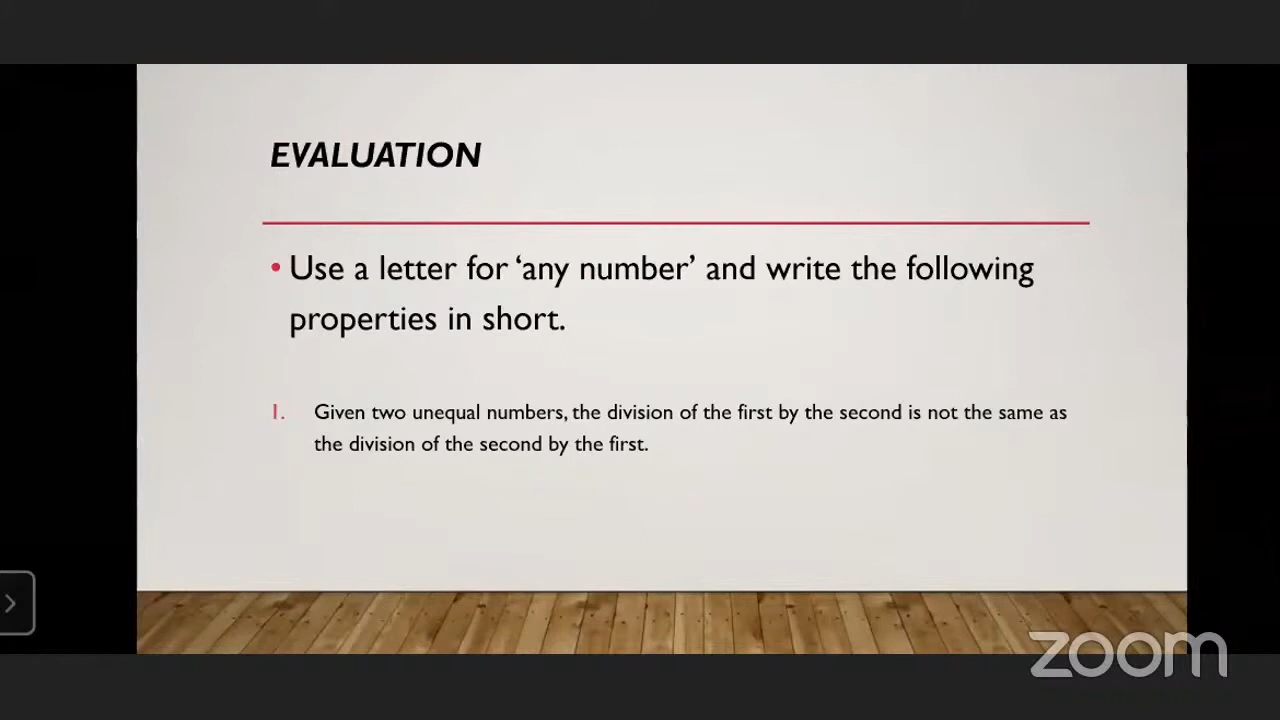 EVALUATION
• Use a letter for ‘any number’ and write the following
properties in short.
1. Given two unequal numbers, the division of the first by the second is not the same as
the division of the second by the first.
zoom